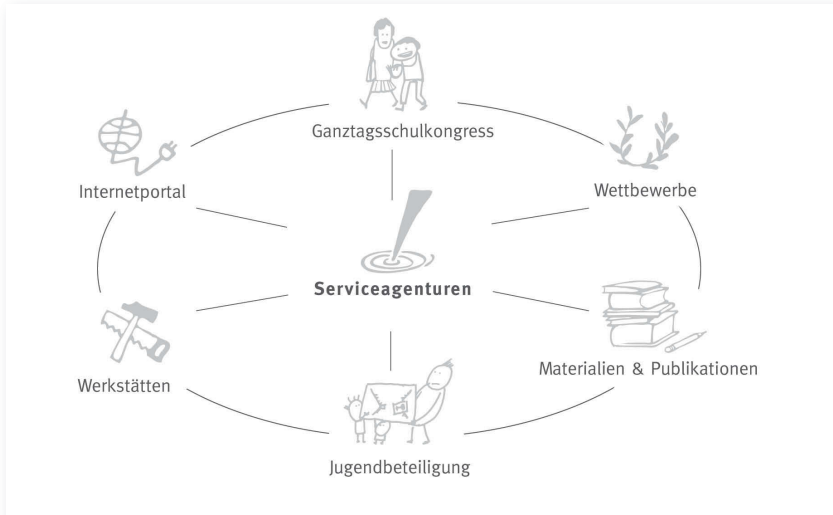 Ganztagsschulkongress
Internetportal
Wettbewerbe
Serviceagenturen
Werkstätten
Materialien & Publikationen
Jugendbeteiligung